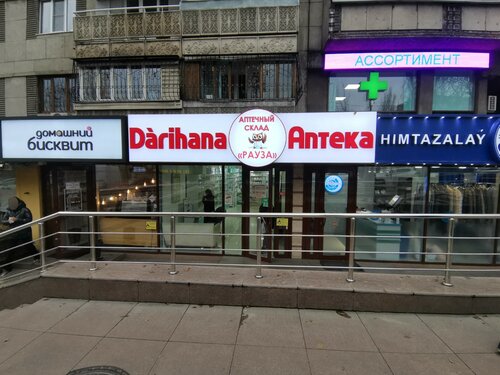 АССОРТИМЕНТ
домашний
бисквит
Dàrihana
АПТЕЧНЫЙ
СКЛАД
«РАУЗА»
Аптека
HIMTAZALAÝ